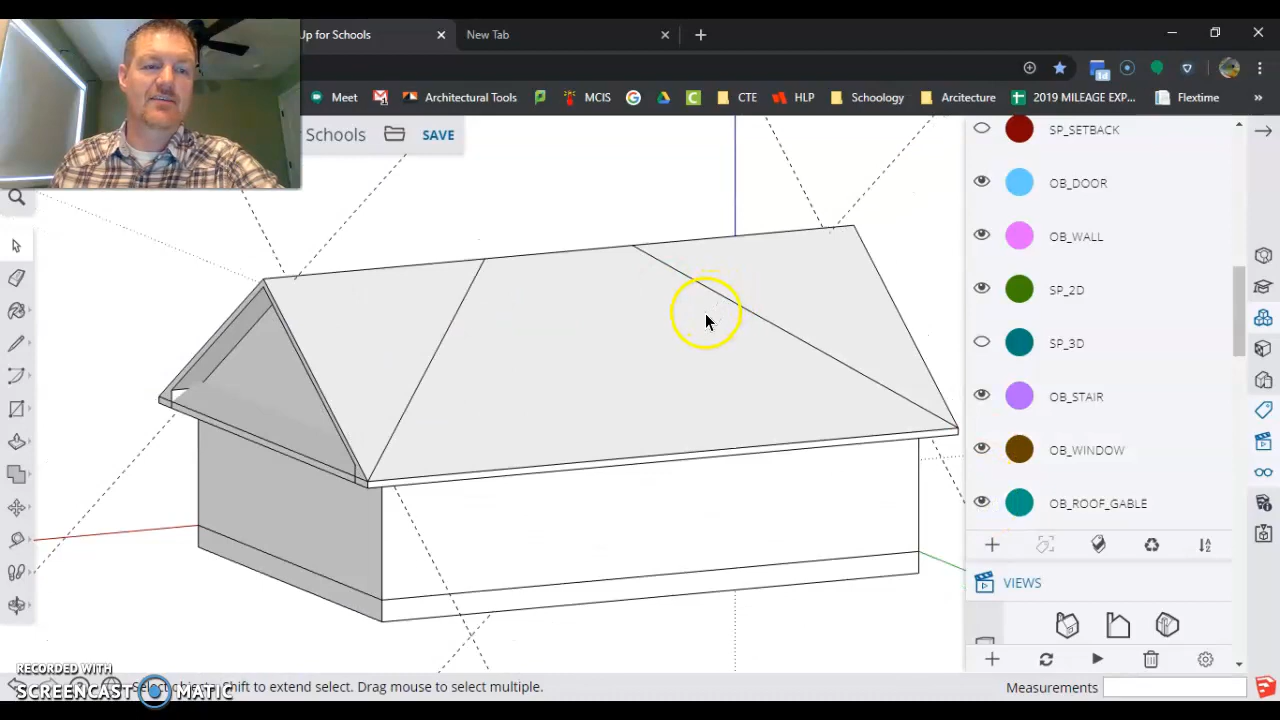 Up for Schools
New Tab
Meet
Architectural Tools
MCIS
CTE
HLP
Schoology
Arcitecture
2019 MILEAGE EXP...
Flextime
»
Schools
SAVE
SP_SETBACK
OB_DOOR
OB_WALL
SP_2D
SP_3D
OB_STAIR
OB_WINDOW
OB_ROOF_GABLE
VIEWS
RECORDED WITH
SCREENCAST MATIC
Select objects. Shift to extend select. Drag mouse to select multiple.
Measurements